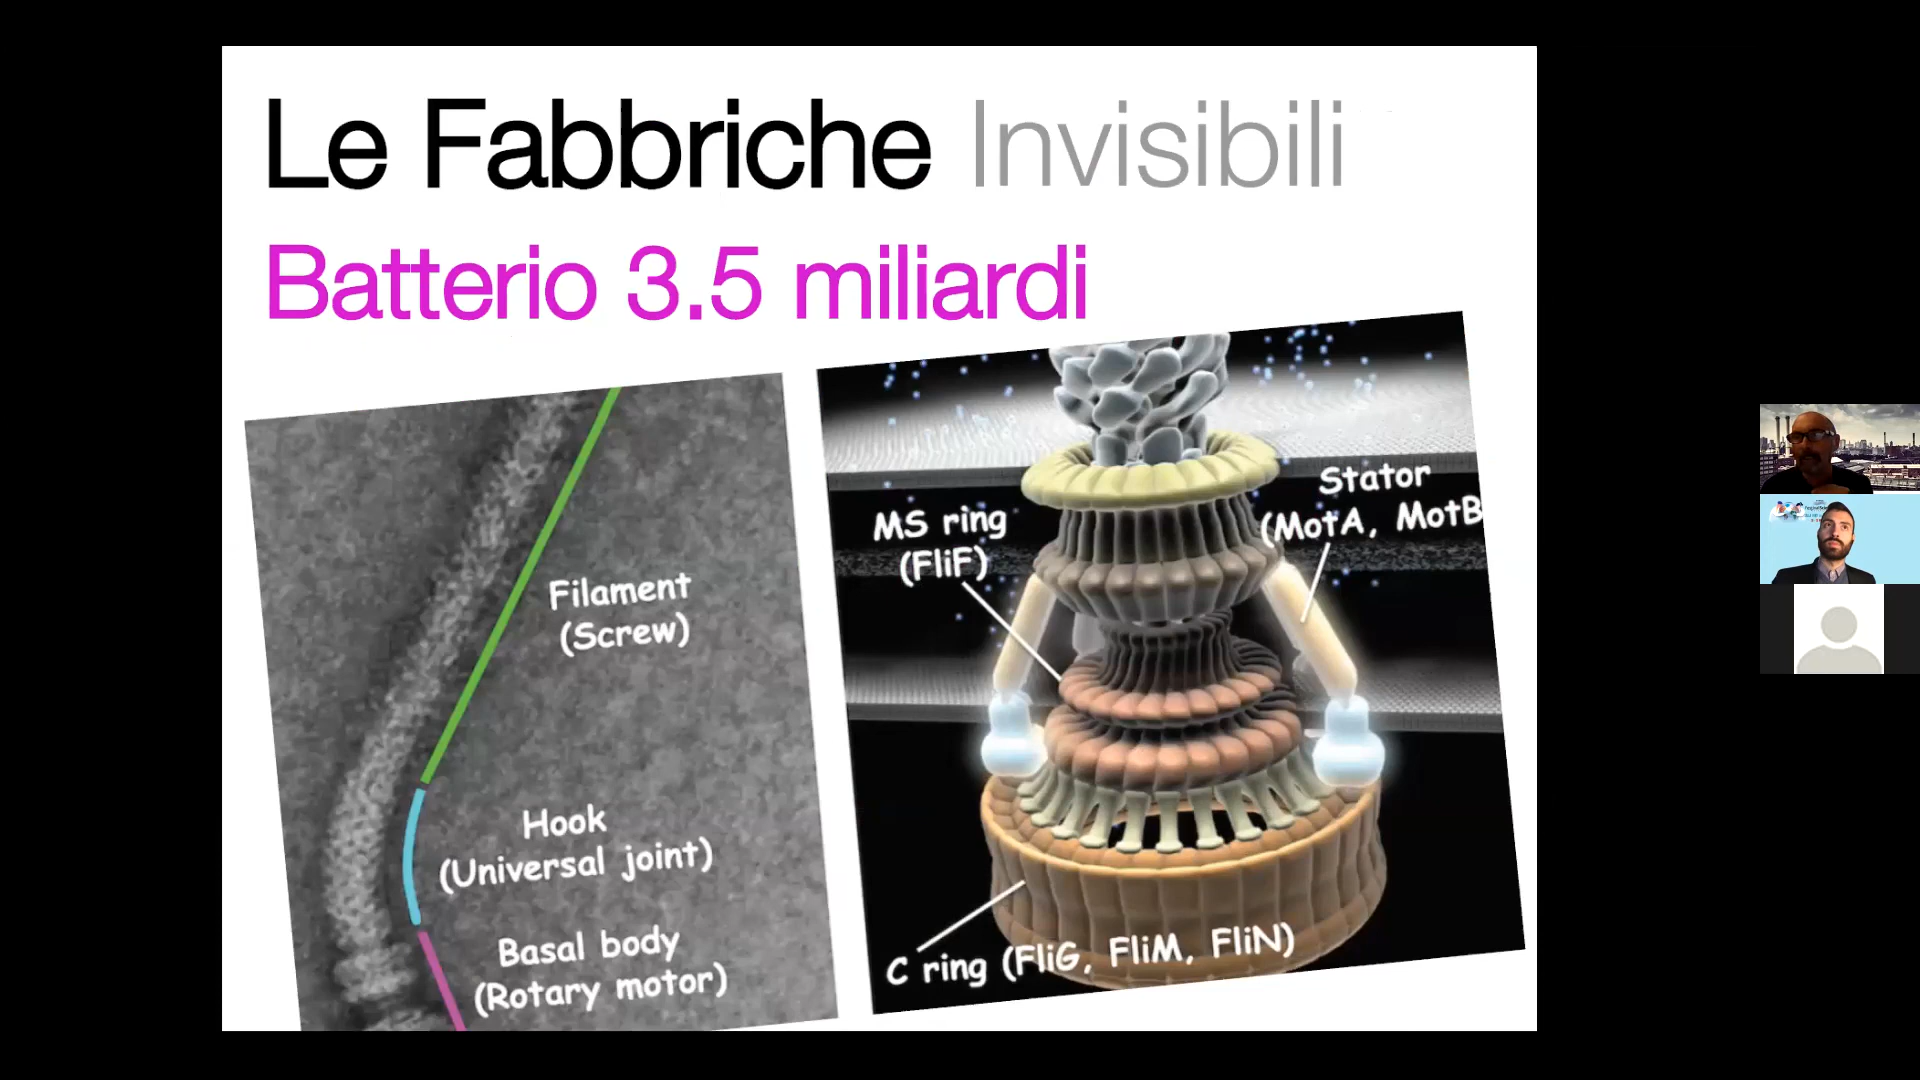 Le Fabbriche Invisibili
Batterio 3.5 miliardi
Filament
(Screw)
Hook
(Universal joint)
Basal body
(Rotary motor)
MS ring
(FliF)
Stator
(MotA, MotB
C ring (FliG, FliM, FliN)